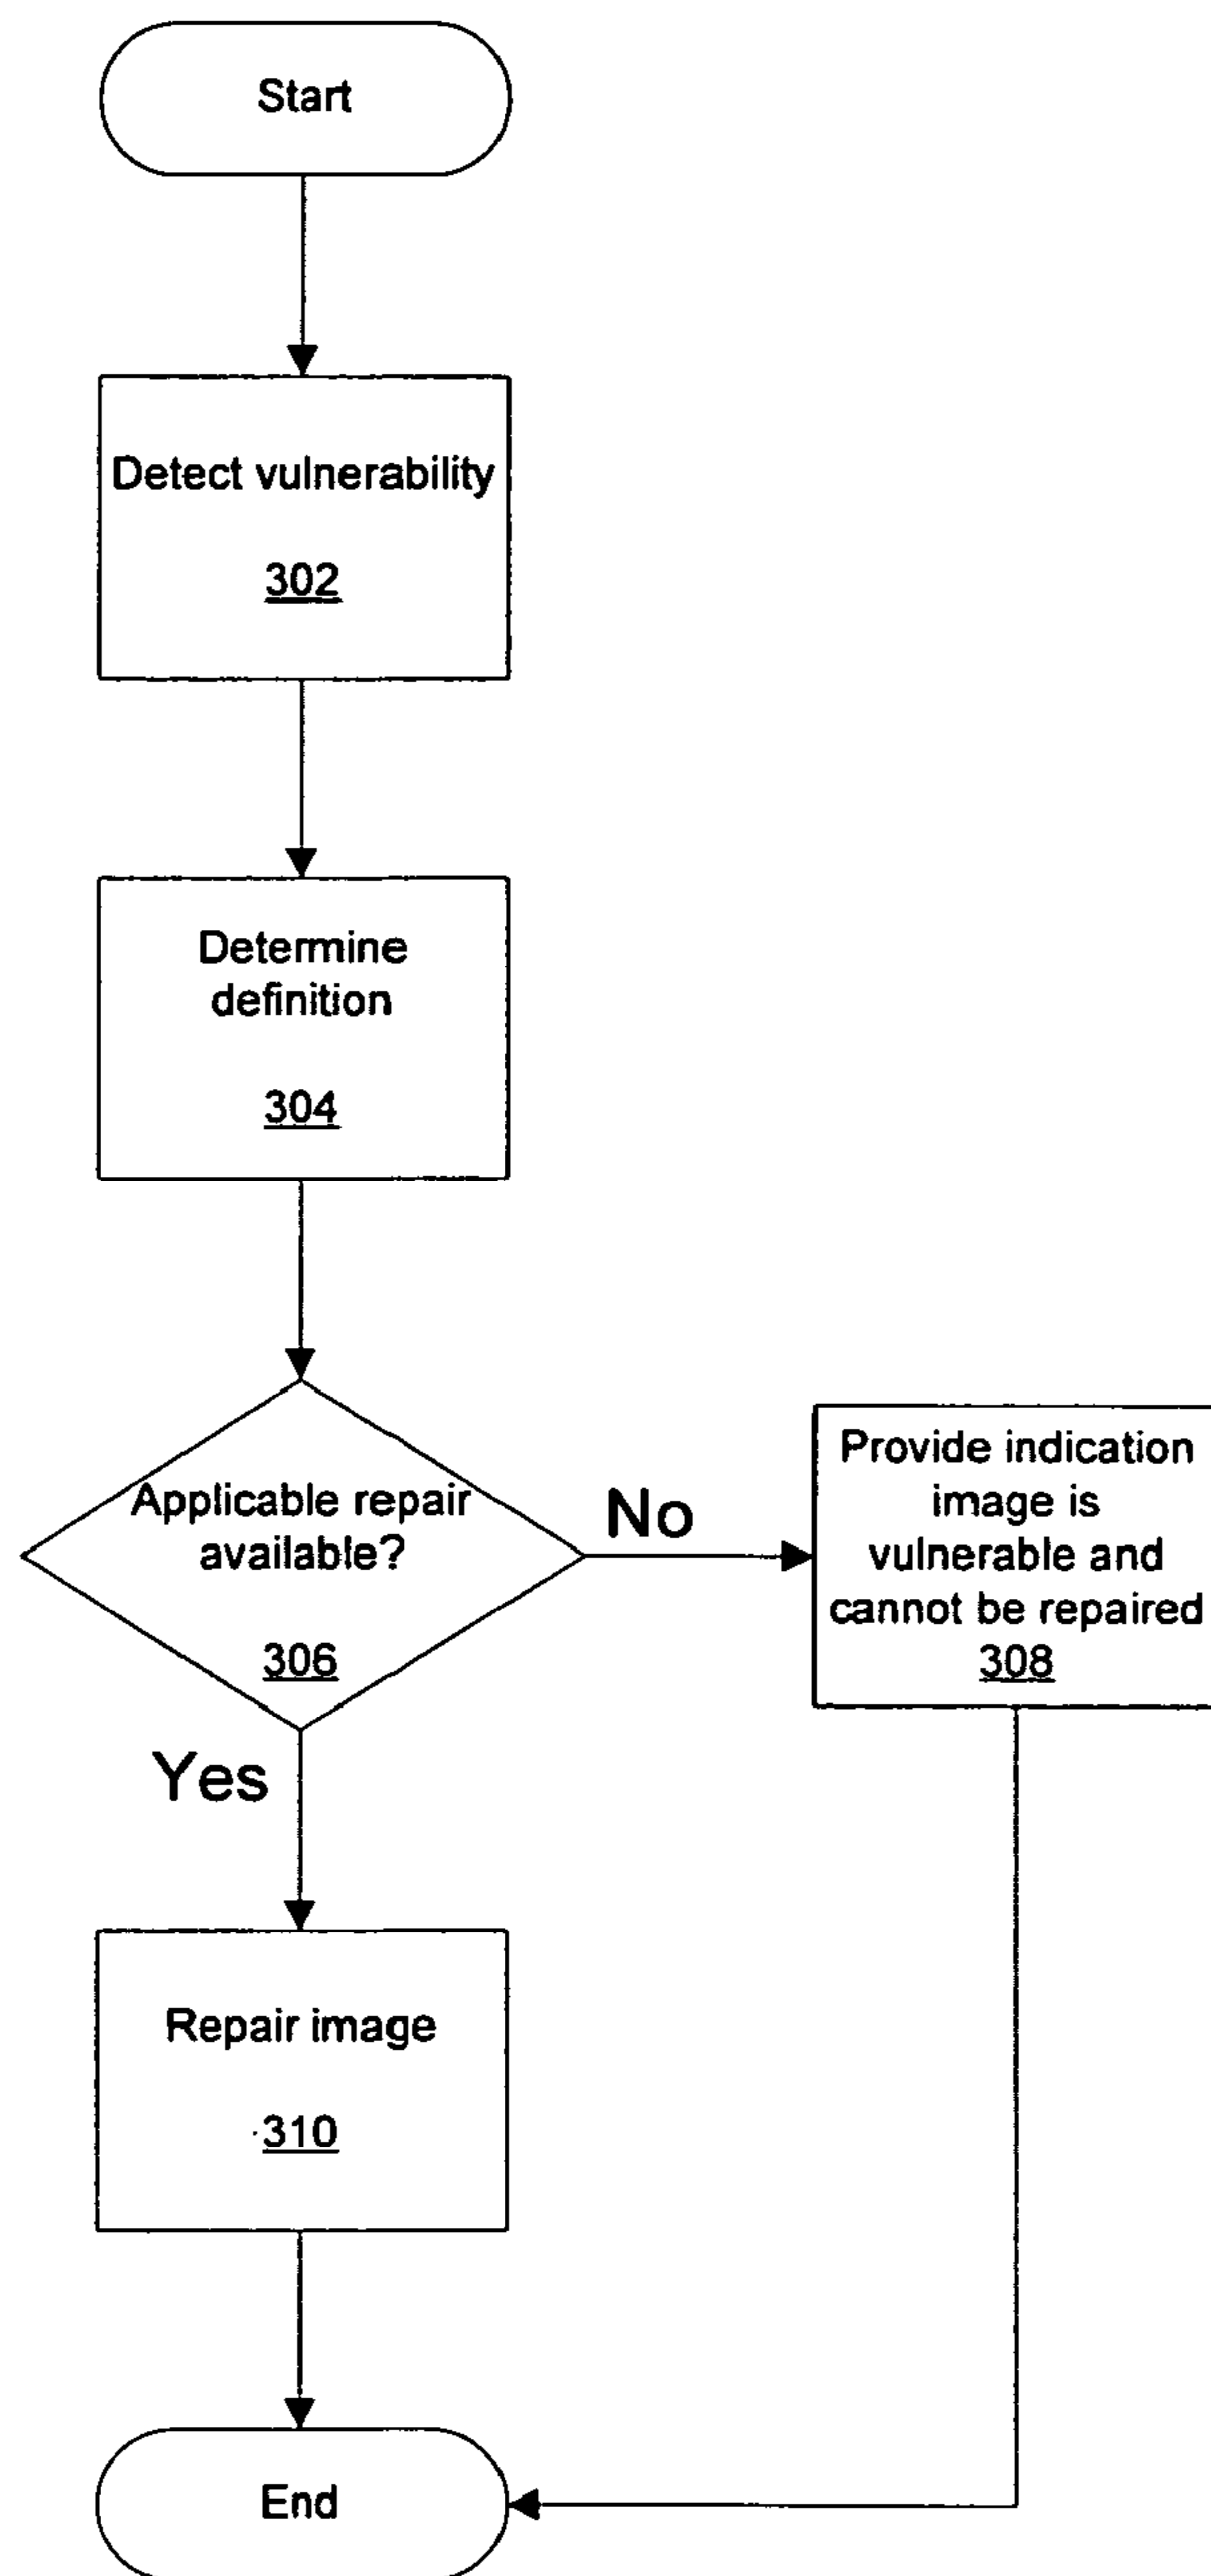 Start
Detect vulnerability
302
Determine
definition
304
Applicable repair
available?
306
No
Provide indication
image is
vulnerable and
cannot be repaired
308
Yes
Repair image
310
End